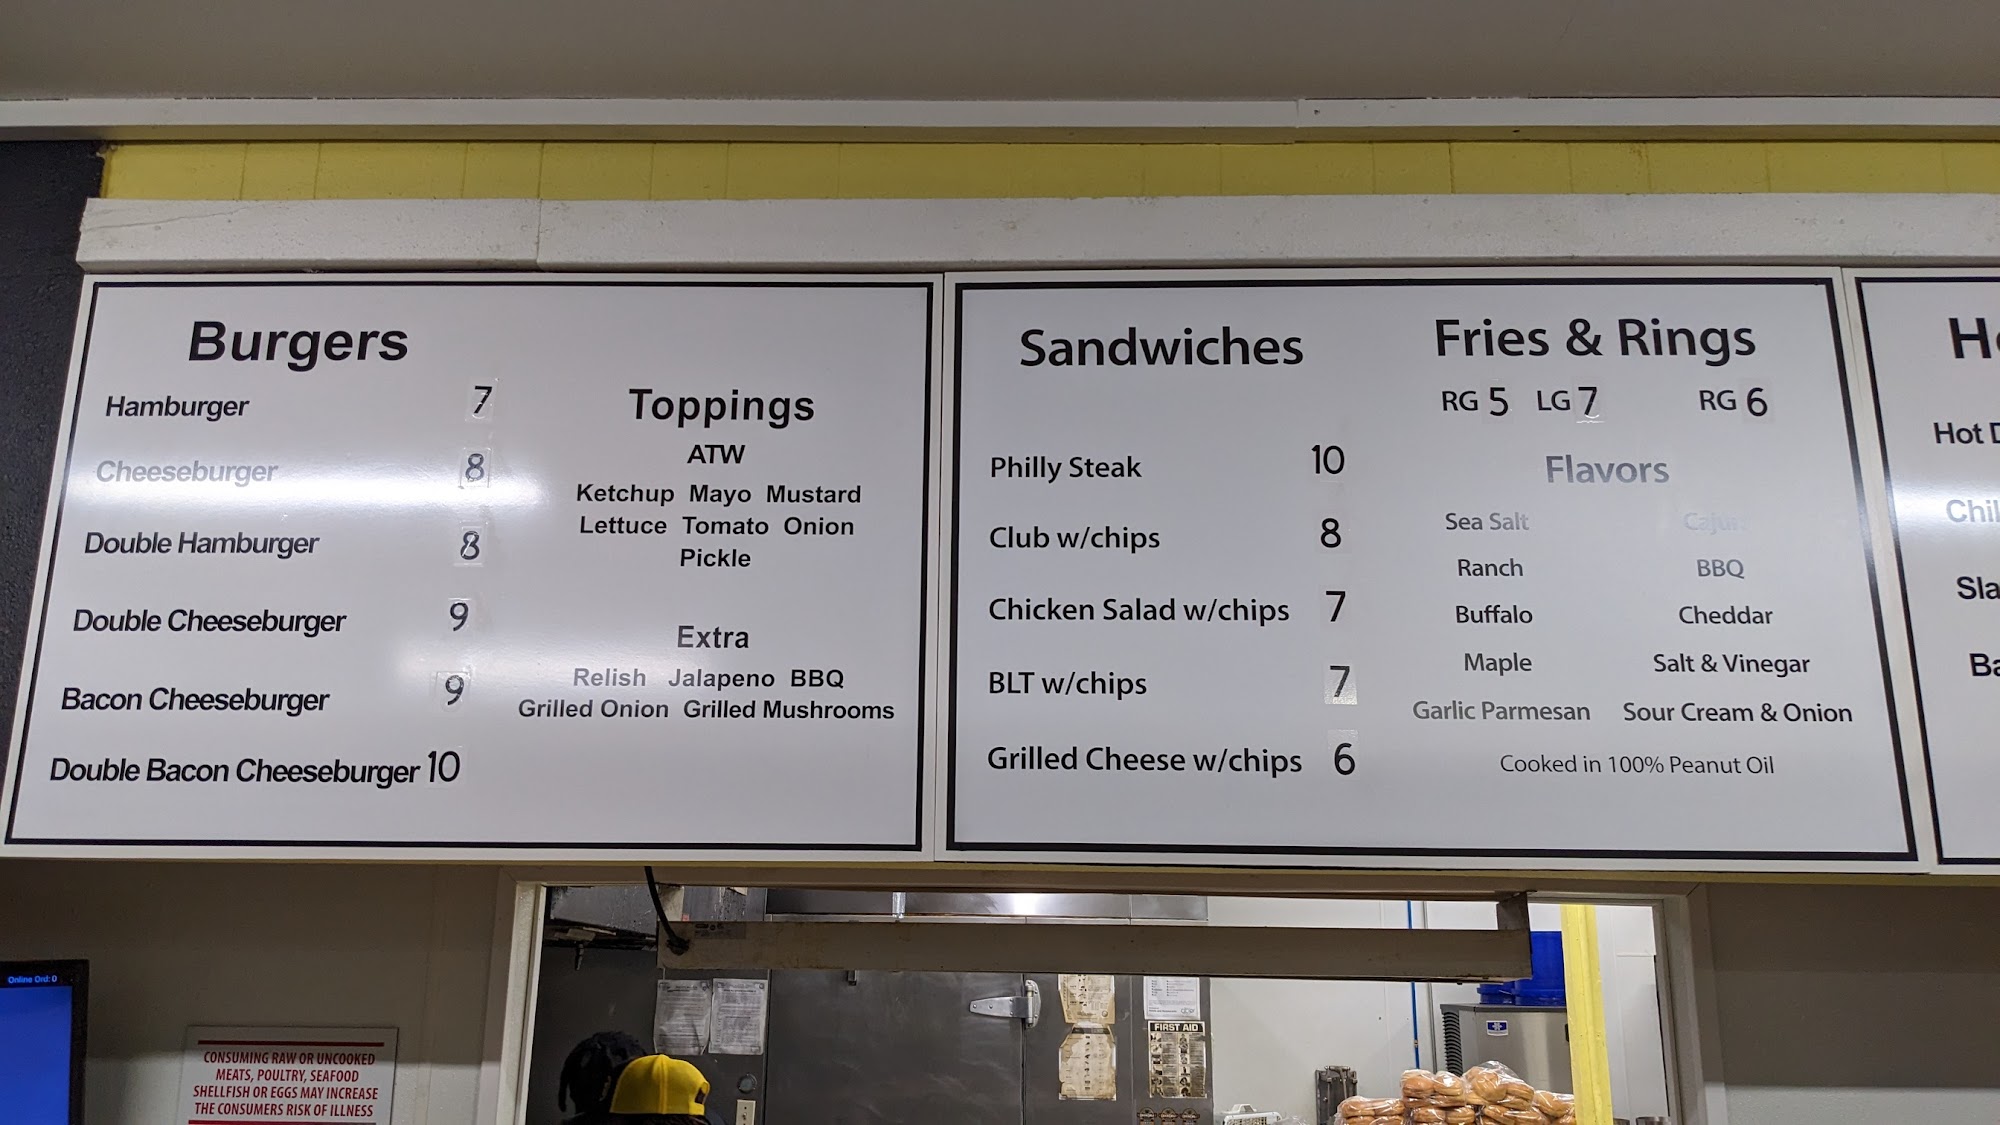 Burgers
Hamburger 7
Cheeseburger 8
Double Hamburger 8
Double Cheeseburger 9
Bacon Cheeseburger 9
Double Bacon Cheeseburger 10
Toppings
ATW
Ketchup Mayo Mustard
Lettuce Tomato Onion
Pickle
Extra
Relish Jalapeno BBQ
Grilled Onion Grilled Mushrooms
Sandwiches
Philly Steak 10
Club w/chips 8
Chicken Salad w/chips 7
BLT w/chips 7
Grilled Cheese w/chips 6
Fries & Rings
RG 5 LG 7 RG 6
Flavors
Sea Salt Cajun
Ranch BBQ
Buffalo Cheddar
Maple Salt & Vinegar
Garlic Parmesan Sour Cream & Onion
Cooked in 100% Peanut Oil
Hot
Online Ord: 0
CONSUMING RAW OR UNCOOKED
MEATS, POULTRY, SEAFOOD
SHELLFISH OR EGGS MAY INCREASE
THE CONSUMERS RISK OF ILLNESS
FIRST AID